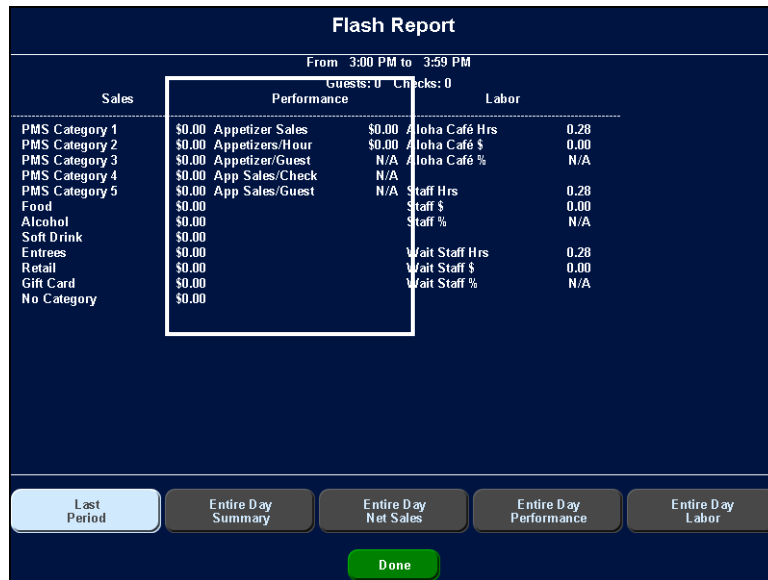 Flash Report
From 3:00 PM to 3:59 PM
Guests: 0 Checks: 0
Sales Performance Labor
PMS Category 1 $0.00 Appetizer Sales $0.00 Aloha Café Hrs 0.28
PMS Category 2 $0.00 Appetizers/Hour $0.00 Aloha Café $ 0.00
PMS Category 3 $0.00 Appetizer/Guest N/A Aloha Café % N/A
PMS Category 4 $0.00 App Sales/Check N/A
PMS Category 5 $0.00 App Sales/Guest N/A Staff Hrs 0.28
Food $0.00 Staff $ 0.00
Alcohol $0.00 Staff % N/A
Soft Drink $0.00
Entrees $0.00 Wait Staff Hrs 0.28
Retail $0.00 Wait Staff $ 0.00
Gift Card $0.00 Wait Staff % N/A
No Category $0.00
Last Period
Entire Day Summary
Entire Day Net Sales
Entire Day Performance
Entire Day Labor
Done